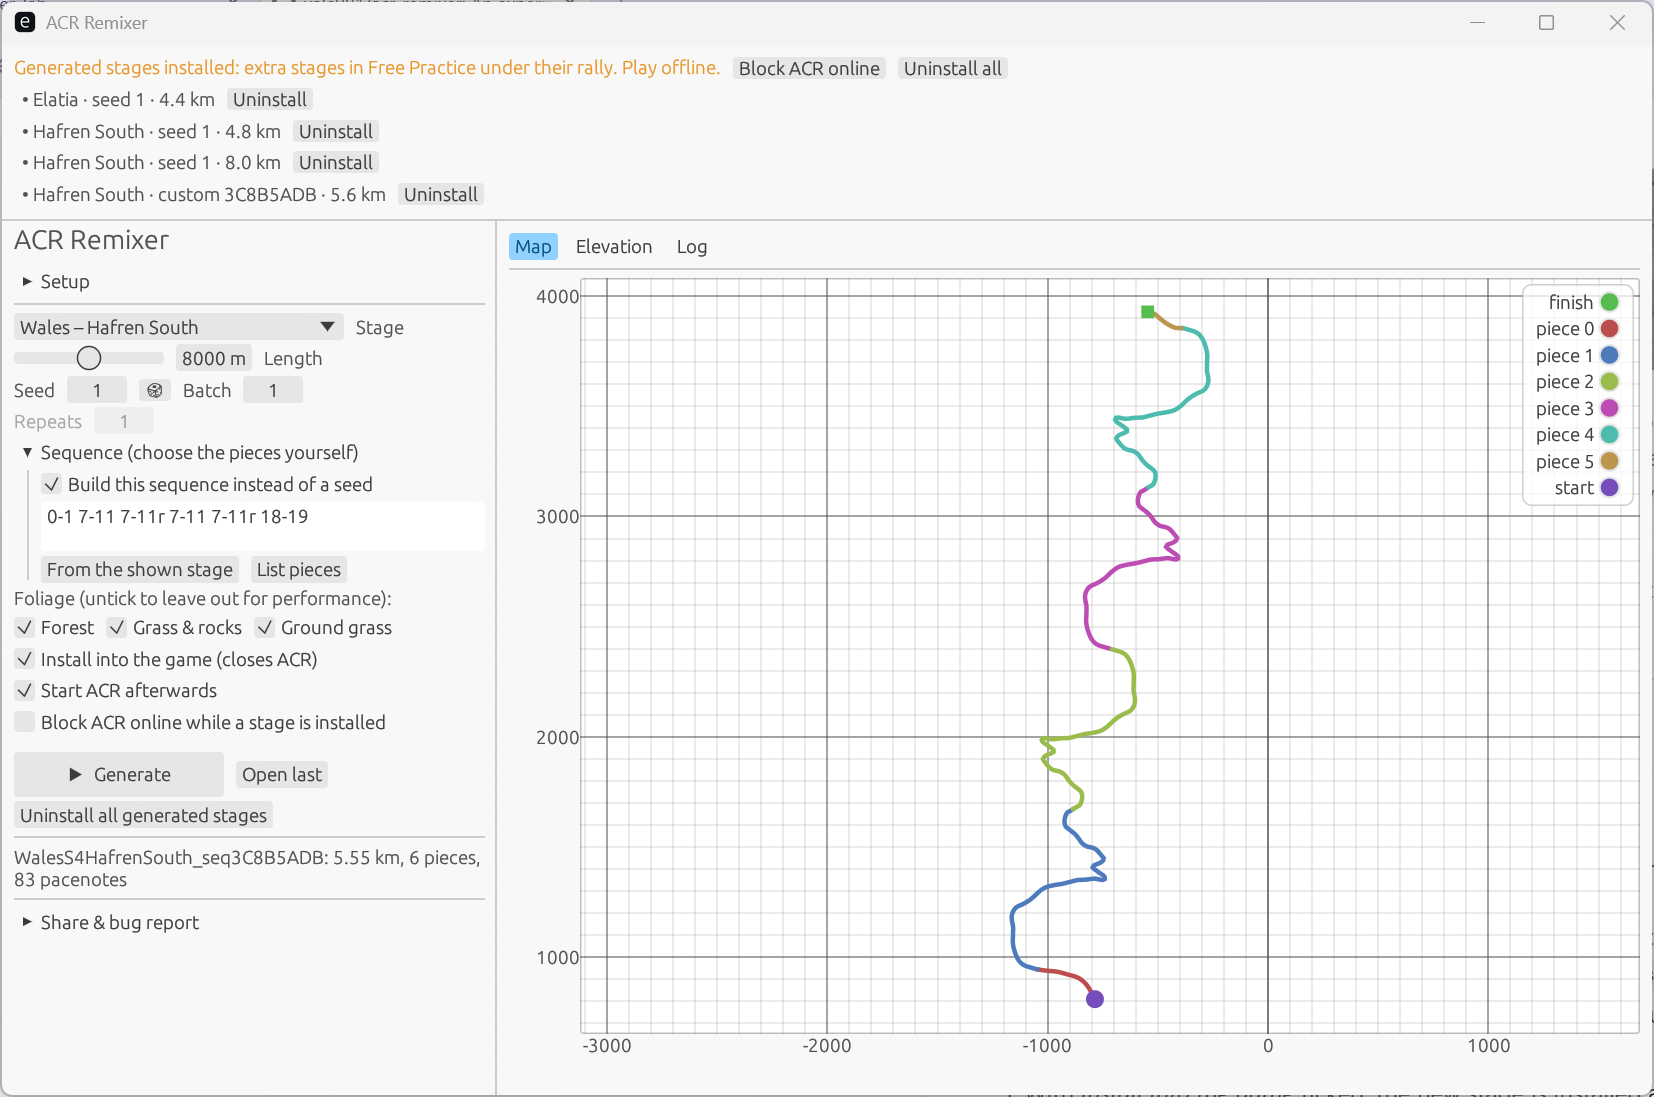 ACR Remixer
Generated stages installed: extra stages in Free Practice under their rally. Play offline. Block ACR online Uninstall all
• Elatia · seed 1 · 4.4 km Uninstall
• Hafren South · seed 1 · 4.8 km Uninstall
• Hafren South · seed 1 · 8.0 km Uninstall
• Hafren South · custom 3C8B5ADB · 5.6 km Uninstall
ACR Remixer
Setup
Wales – Hafren South Stage
8000 m Length
Seed 1 Batch 1
Repeats 1
Sequence (choose the pieces yourself)
Build this sequence instead of a seed
0-1 7-11 7-11r 7-11 7-11r 18-19
From the shown stage List pieces
Foliage (untick to leave out for performance):
Forest Grass & rocks Ground grass
Install into the game (closes ACR)
Start ACR afterwards
Block ACR online while a stage is installed
Generate Open last
Uninstall all generated stages
WalesS4HafrenSouth_seq3C8B5ADB: 5.55 km, 6 pieces,
83 pacenotes
Share & bug report
Map Elevation Log
4000
3000
2000
1000
-3000 -2000 -1000 0 1000
finish
piece 0
piece 1
piece 2
piece 3
piece 4
piece 5
start